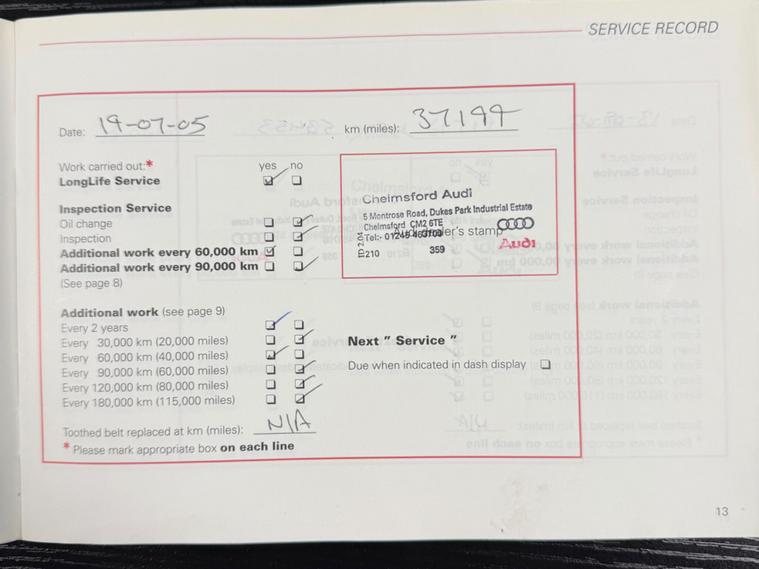 SERVICE RECORD
Date: 19-07-05 km (miles): 37199
Work carried out:* yes no
LongLife Service
Inspection Service
Oil change
Inspection
Additional work every 60,000 km
Additional work every 90,000 km
(See page 8)
Chelmsford Audi
5 Montrose Road, Dukes Park Industrial Estate
Chelmsford CM2 6TE
Tel:- 01245
dealer's stamp
Audi
210 359
Additional work (see page 9)
Every 2 years
Every 30,000 km (20,000 miles)
Every 60,000 km (40,000 miles)
Every 90,000 km (60,000 miles)
Every 120,000 km (80,000 miles)
Every 180,000 km (115,000 miles)
Next " Service "
Due when indicated in dash display
Toothed belt replaced at km (miles): N/A
* Please mark appropriate box on each line
13